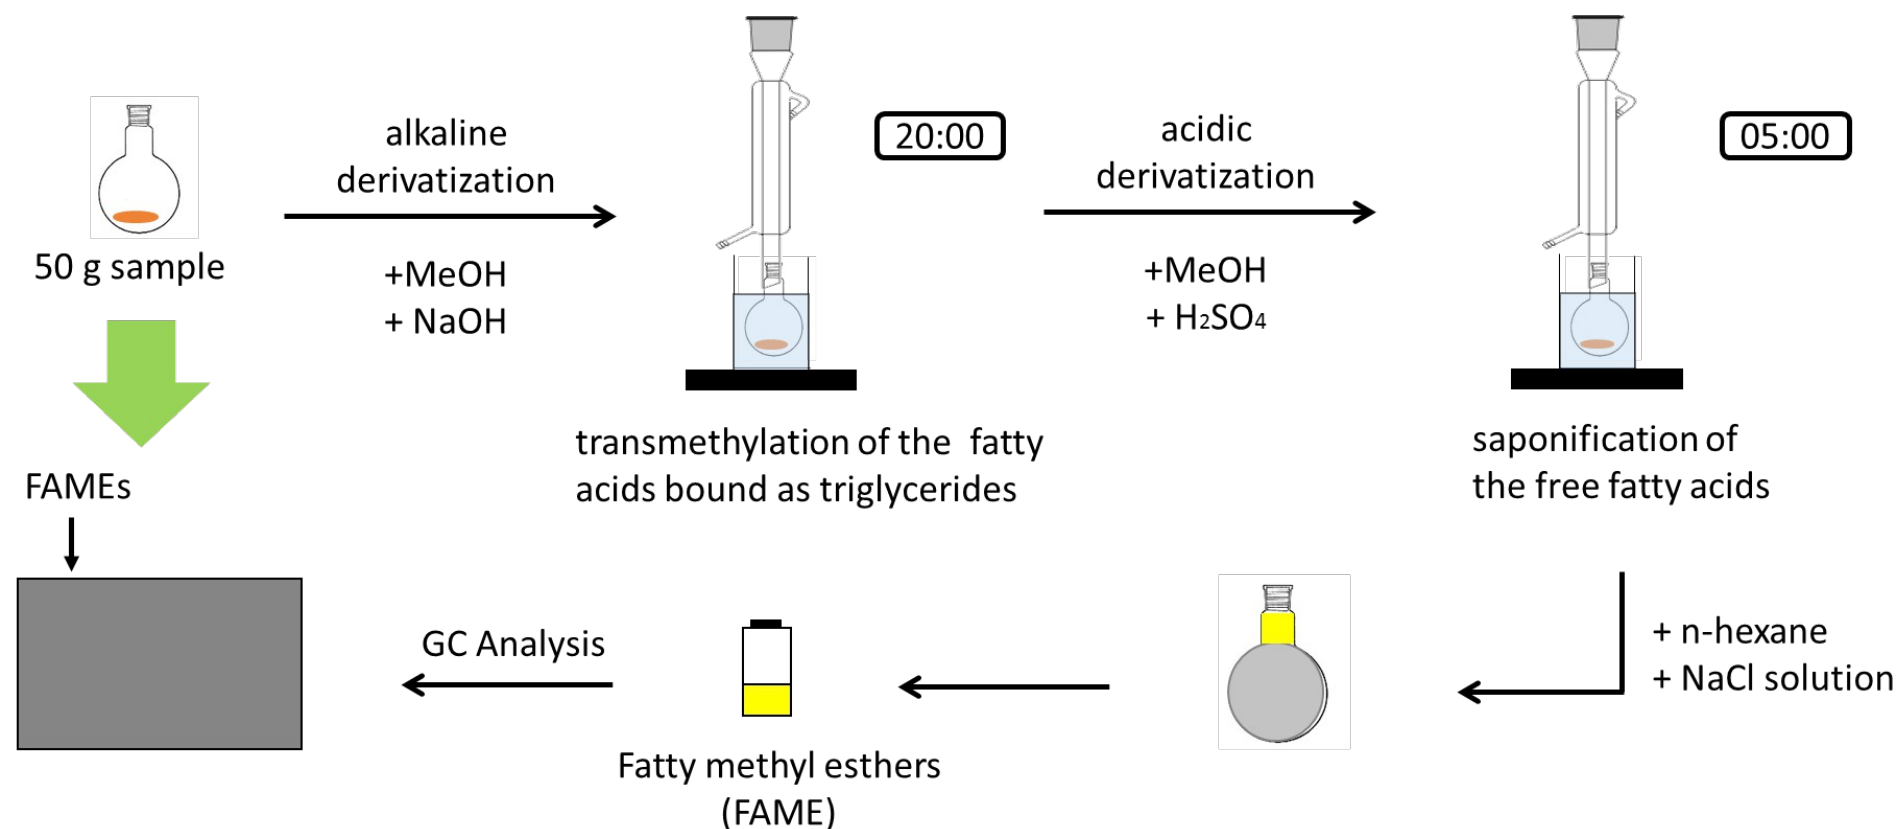 50 g sample
alkaline
derivatization
+MeOH
+ NaOH
20:00
transmethylation of the fatty
acids bound as triglycerides
acidic
derivatization
+MeOH
+ H₂SO₄
05:00
saponification of
the free fatty acids
+ n-hexane
+ NaCl solution
Fatty methyl esthers
(FAME)
GC Analysis
FAMEs